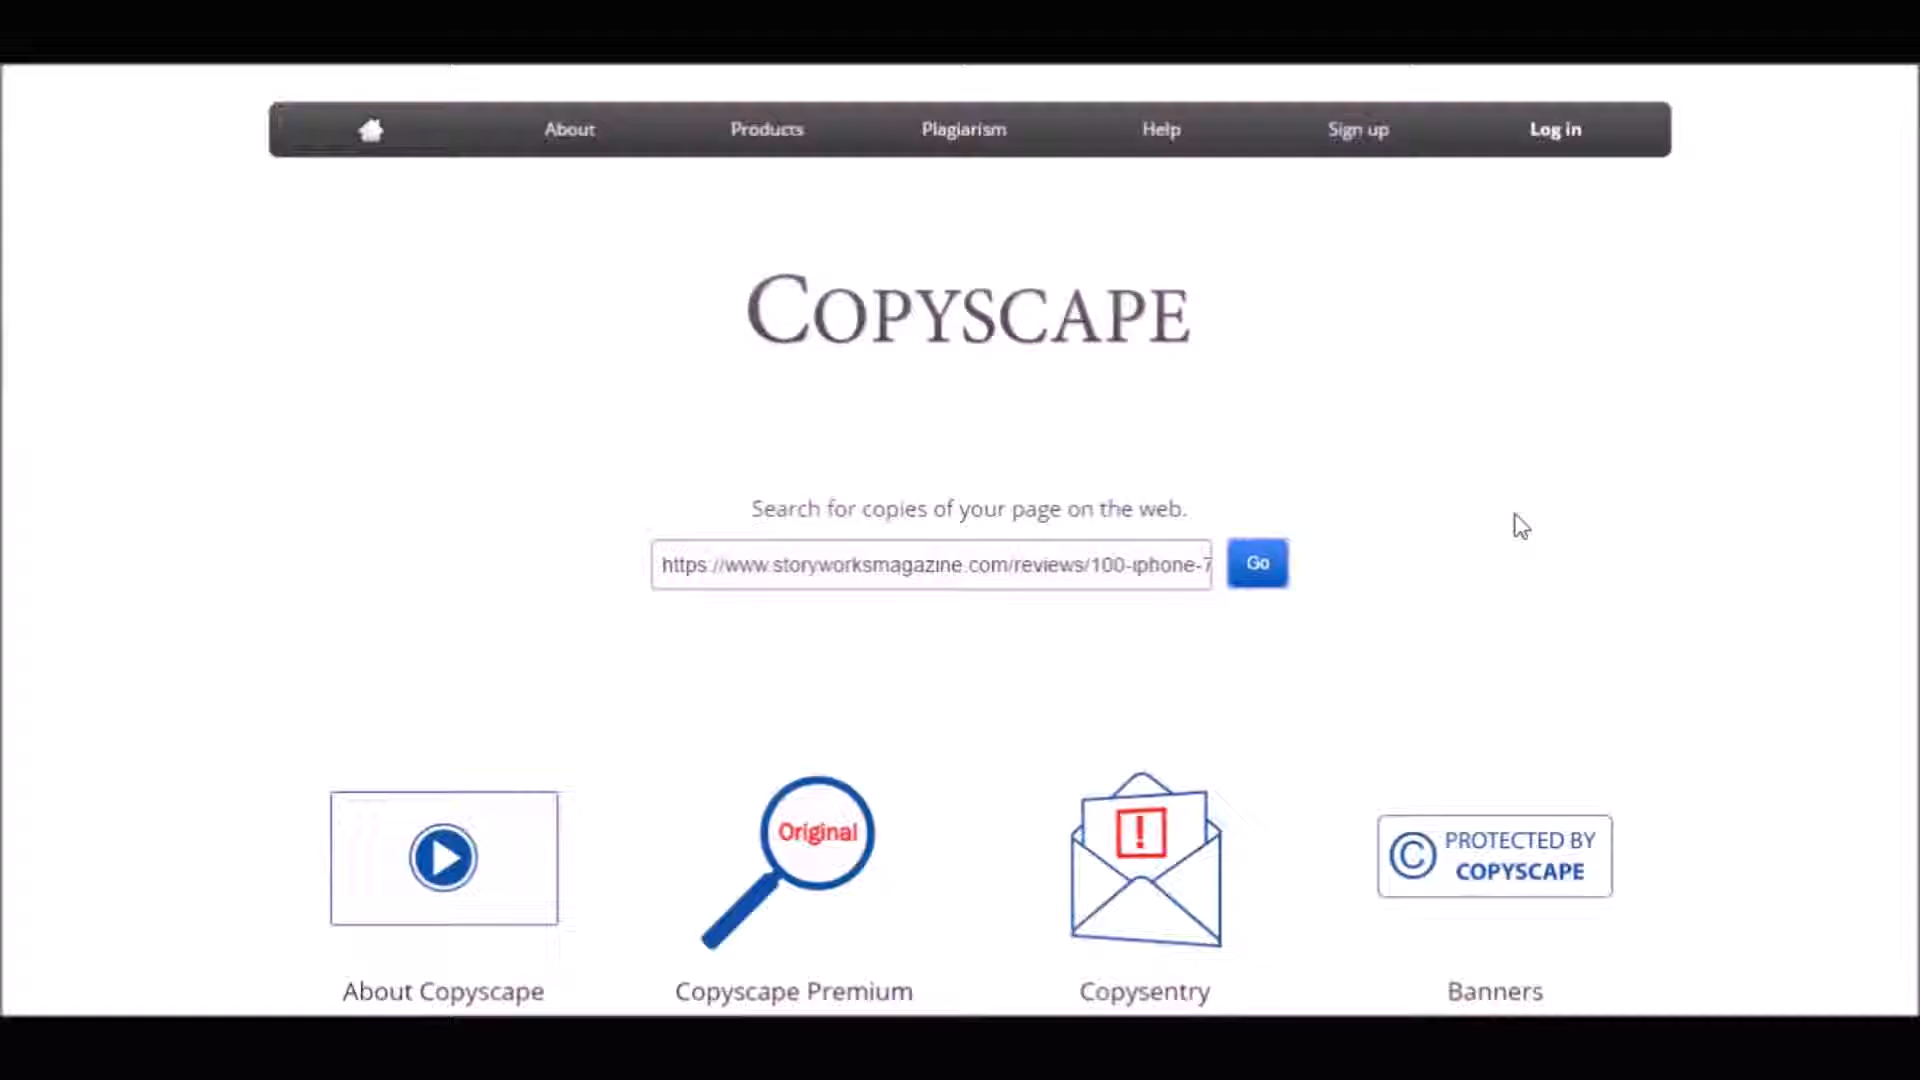 About Products Plagiarism Help Sign up Log in
COPYSCAPE
Search for copies of your page on the web.
https://www.storyworksmagazine.com/reviews/100-iphone-7 Go
Original
!
© PROTECTED BY
COPYSCAPE
About Copyscape Copyscape Premium Copysentry Banners